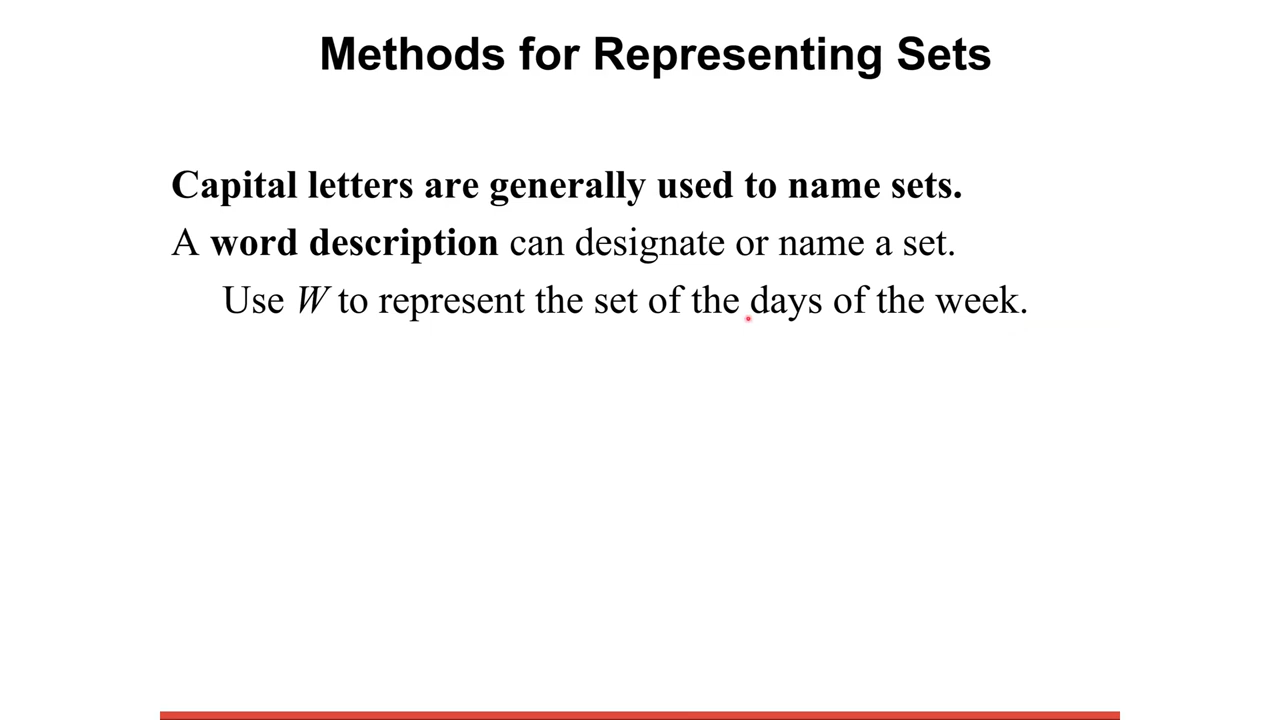 Methods for Representing Sets
Capital letters are generally used to name sets.
A word description can designate or name a set.
Use W to represent the set of the days of the week.